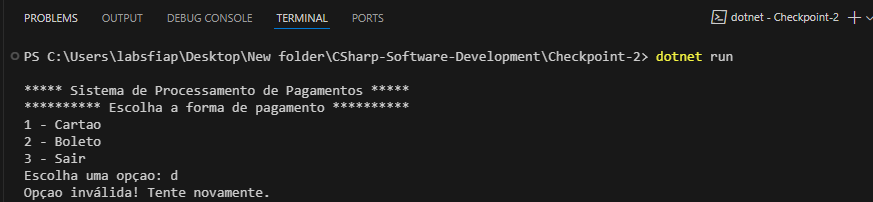 PROBLEMS OUTPUT DEBUG CONSOLE TERMINAL PORTS dotnet - Checkpoint-2
PS C:\Users\labsfiap\Desktop\New folder\CSharp-Software-Development\Checkpoint-2> dotnet run
***** Sistema de Processamento de Pagamentos *****
********** Escolha a forma de pagamento **********
1 - Cartao
2 - Boleto
3 - Sair
Escolha uma opçao: d
Opçao inválida! Tente novamente.